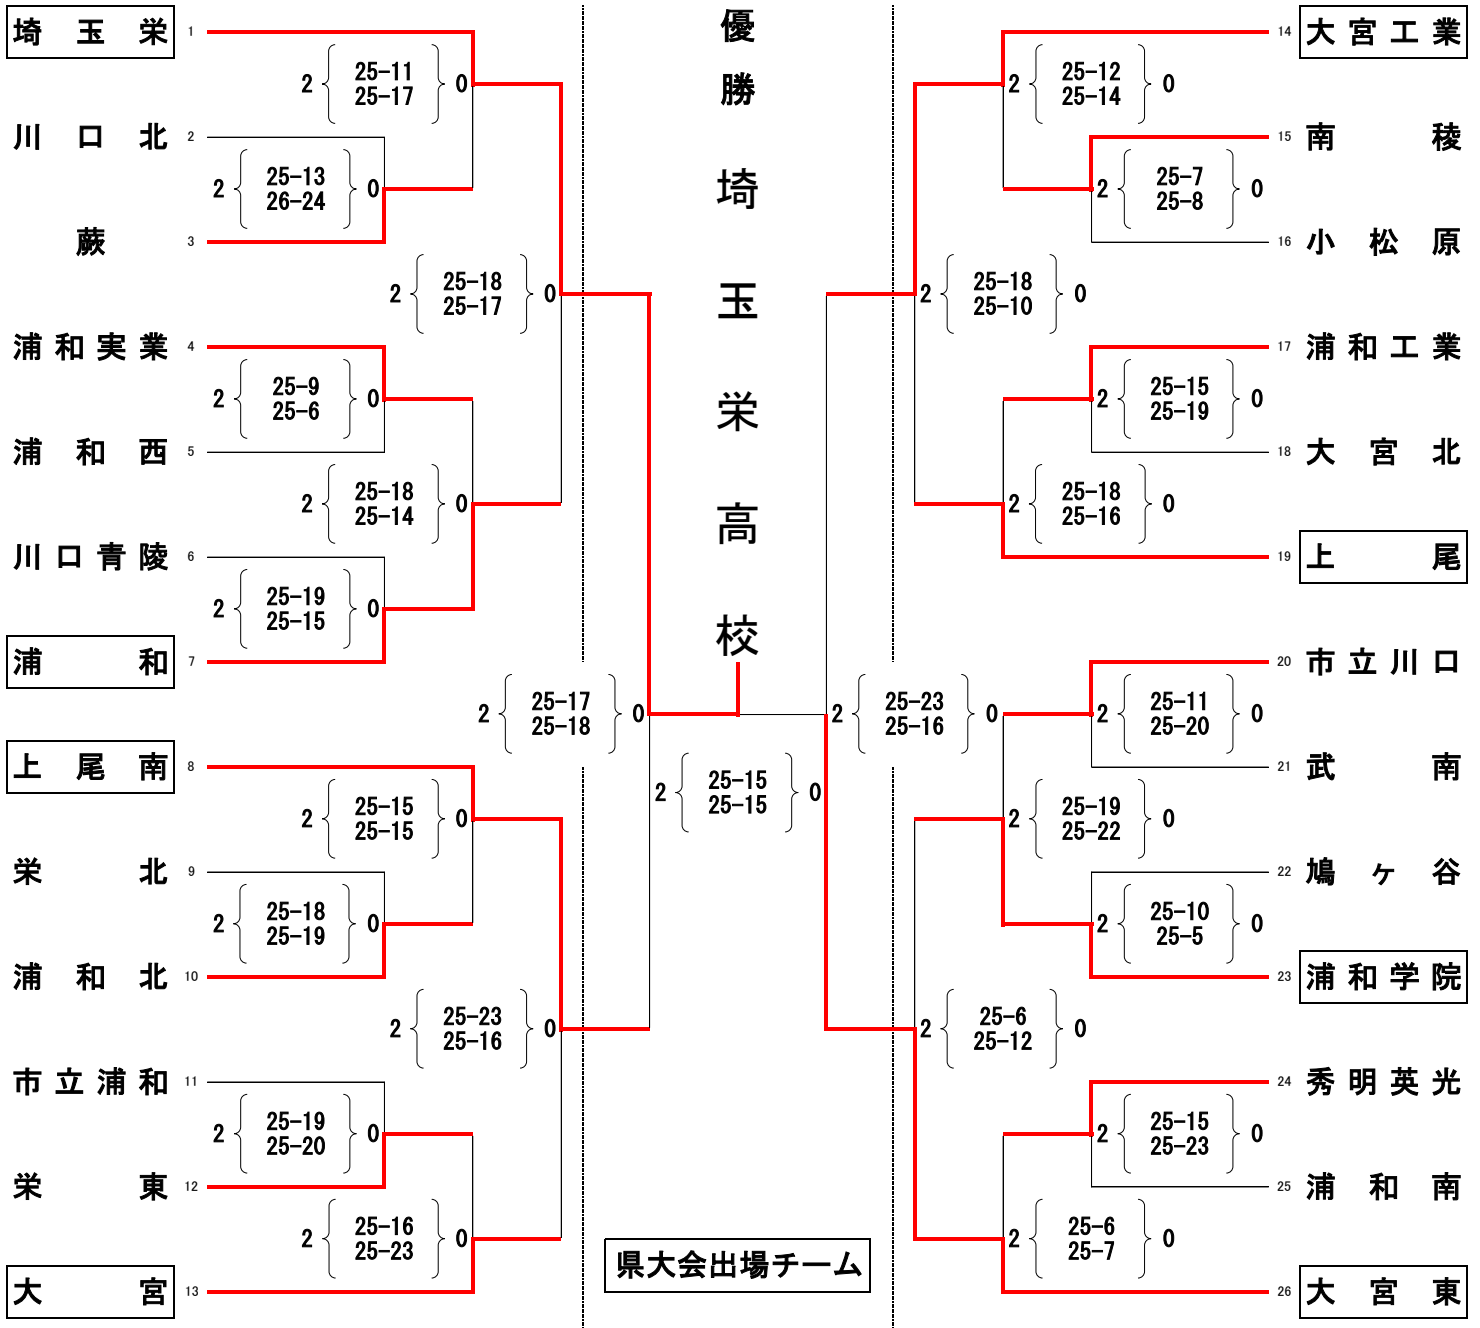 優勝 埼玉栄高校
埼玉栄 1
25-11
25-17
2 0
川口北 2
25-13
26-24
2 0
蕨 3
25-18
25-17
2 0
浦和実業 4
25-9
25-6
2 0
浦和西 5
25-18
25-14
2 0
川口青陵 6
25-19
25-15
2 0
浦和 7
25-17
25-18
2 0
上尾南 8
25-15
25-15
2 0
栄北 9
25-18
25-19
2 0
浦和北 10
25-23
25-16
2 0
市立浦和 11
25-19
25-20
2 0
栄東 12
25-16
25-23
2 0
大宮 13
25-15
25-15
2 0
14 大宮工業
25-12
25-14
2 0
15 南稜
25-7
25-8
2 0
16 小松原
25-18
25-10
2 0
17 浦和工業
25-15
25-19
2 0
18 大宮北
25-18
25-16
2 0
19 上尾
25-23
25-16
2 0
20 市立川口
25-11
25-20
2 0
21 武南
25-19
25-22
2 0
22 鳩ヶ谷
25-10
25-5
2 0
23 浦和学院
25-6
25-12
2 0
24 秀明英光
25-15
25-23
2 0
25 浦和南
25-6
25-7
2 0
26 大宮東
県大会出場チーム